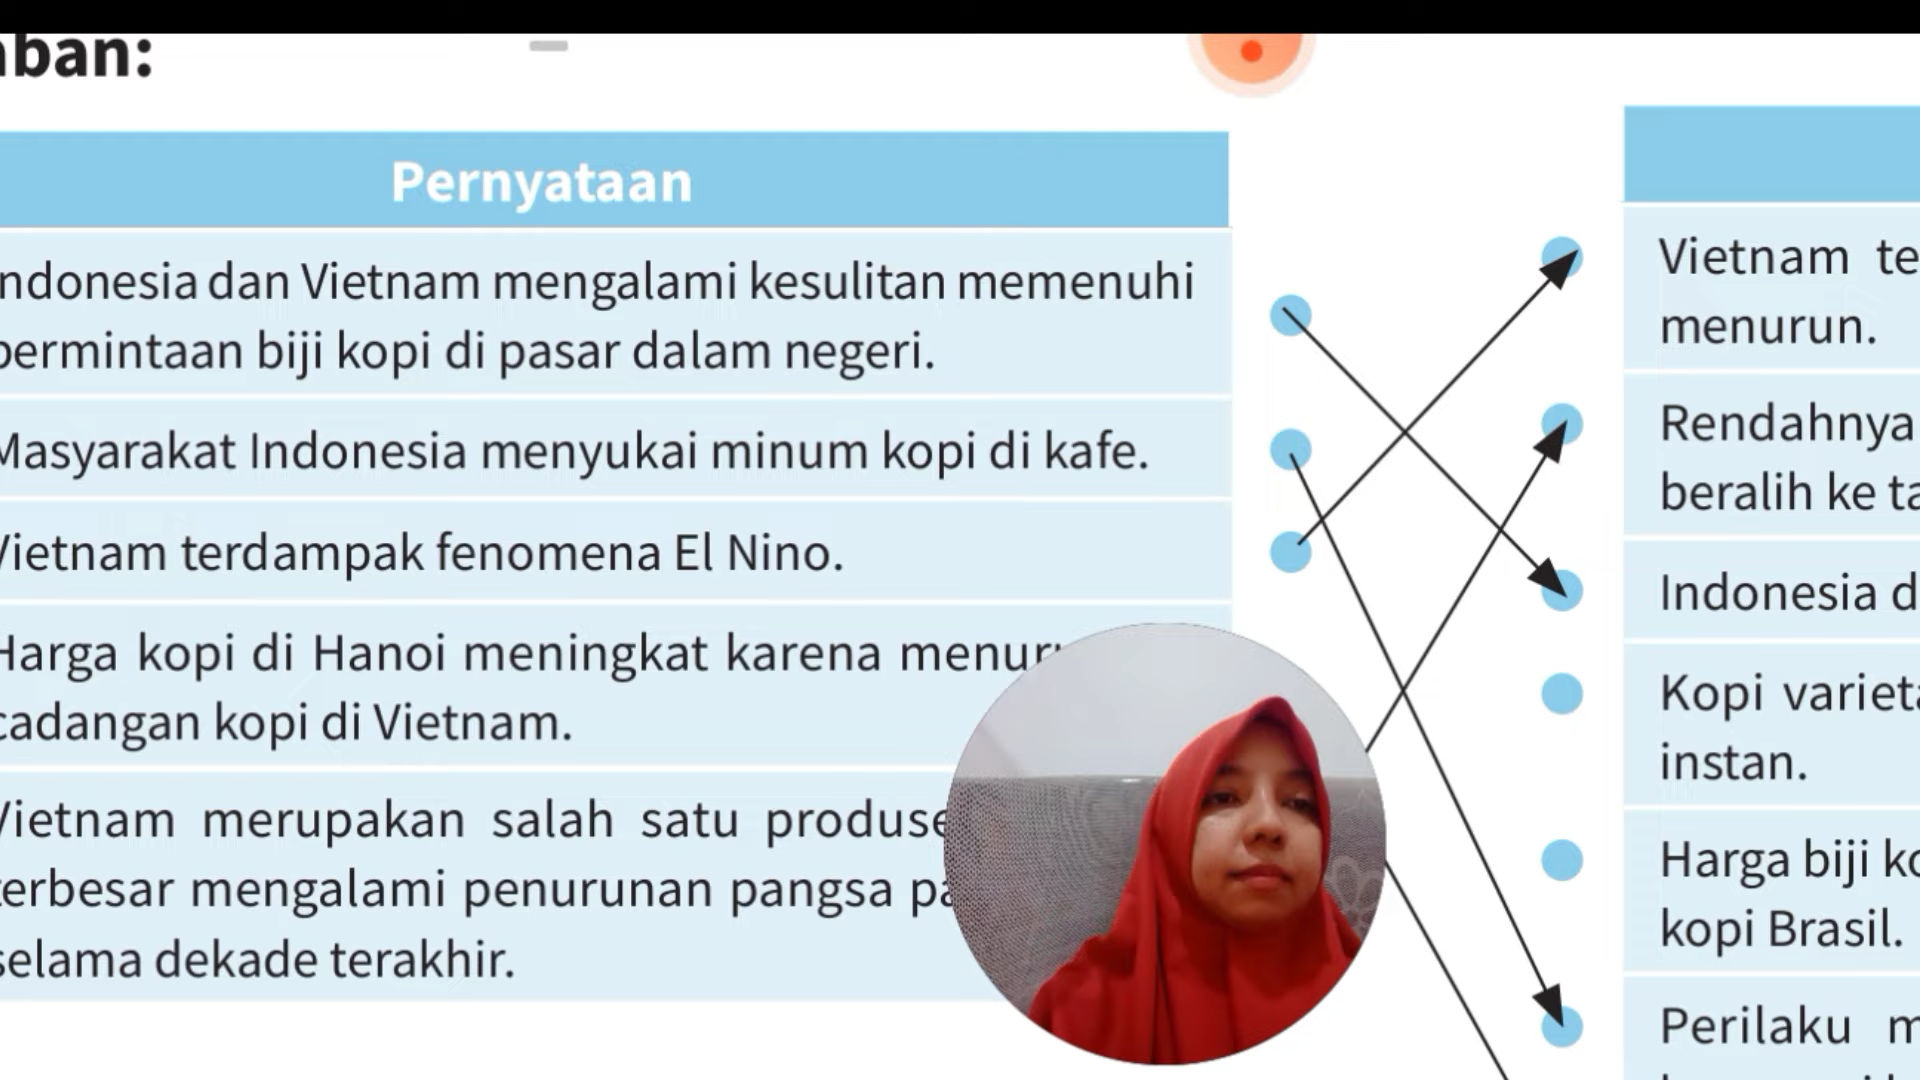 ban:
Pernyataan
ndonesia dan Vietnam mengalami kesulitan memenuhi
permintaan biji kopi di pasar dalam negeri.
Masyarakat Indonesia menyukai minum kopi di kafe.
Vietnam terdampak fenomena El Nino.
Harga kopi di Hanoi meningkat karena menuru
cadangan kopi di Vietnam.
Vietnam merupakan salah satu produse
terbesar mengalami penurunan pangsa pa
selama dekade terakhir.
Vietnam te
menurun.
Rendahnya
beralih ke ta
Indonesia d
Kopi varieta
instan.
Harga biji ko
kopi Brasil.
Perilaku m